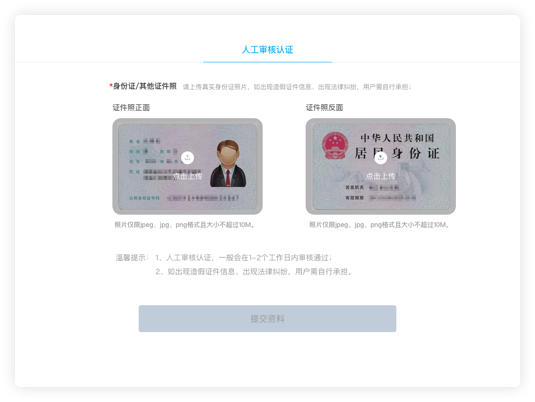 人工审核认证
*身份证/其他证件照 请上传真实身份证照片，如出现造假证件信息、出现法律纠纷，用户需自行承担；
证件照正面
证件照反面
点击上传
中华人民共和国
居民身份证
点击上传
签发机关
有效期限
照片仅限jpeg、jpg、png格式且大小不超过10M。
照片仅限jpeg、jpg、png格式且大小不超过10M。
温馨提示：1、人工审核认证，一般会在1-2个工作日内审核通过；
2、如出现造假证件信息、出现法律纠纷，用户需自行承担。
提交资料